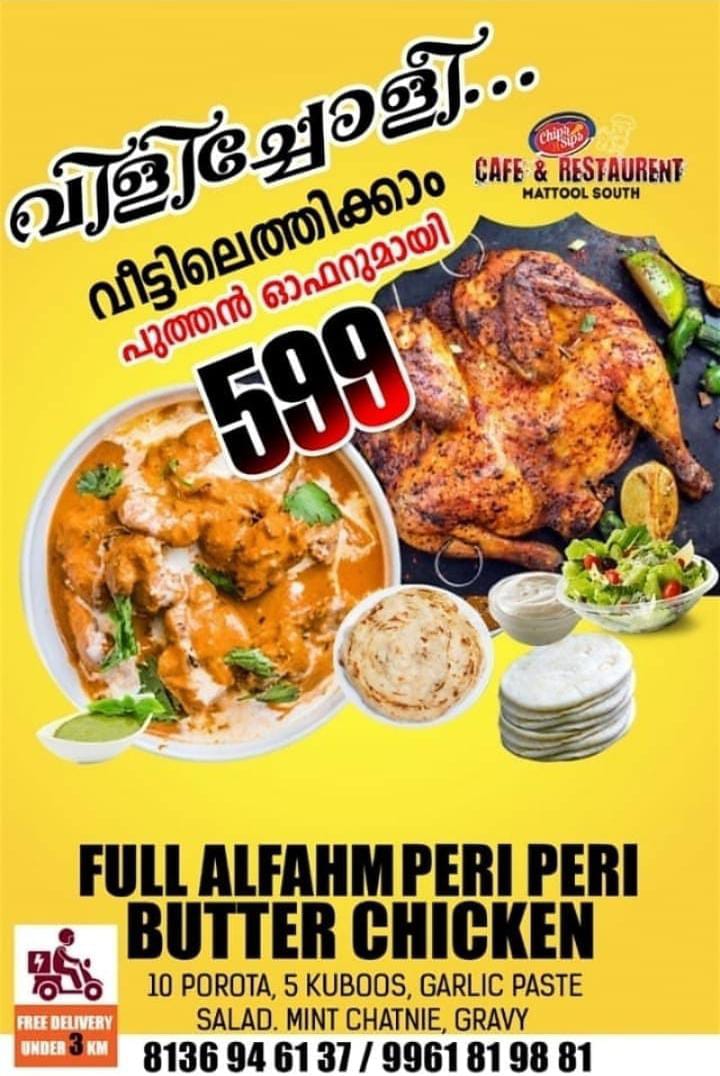 വിളിച്ചോളീ...
Chips n Sips
CAFE & RESTAURENT
MATTOOL SOUTH
വീട്ടിലെത്തിക്കാം
പുത്തൻ ഓഫറുമായി
599
FULL ALFAHM PERI PERI
BUTTER CHICKEN
10 POROTA, 5 KUBOOS, GARLIC PASTE
SALAD. MINT CHATNIE, GRAVY
FREE DELIVERY
UNDER 3 KM
8136 94 61 37 / 9961 81 98 81